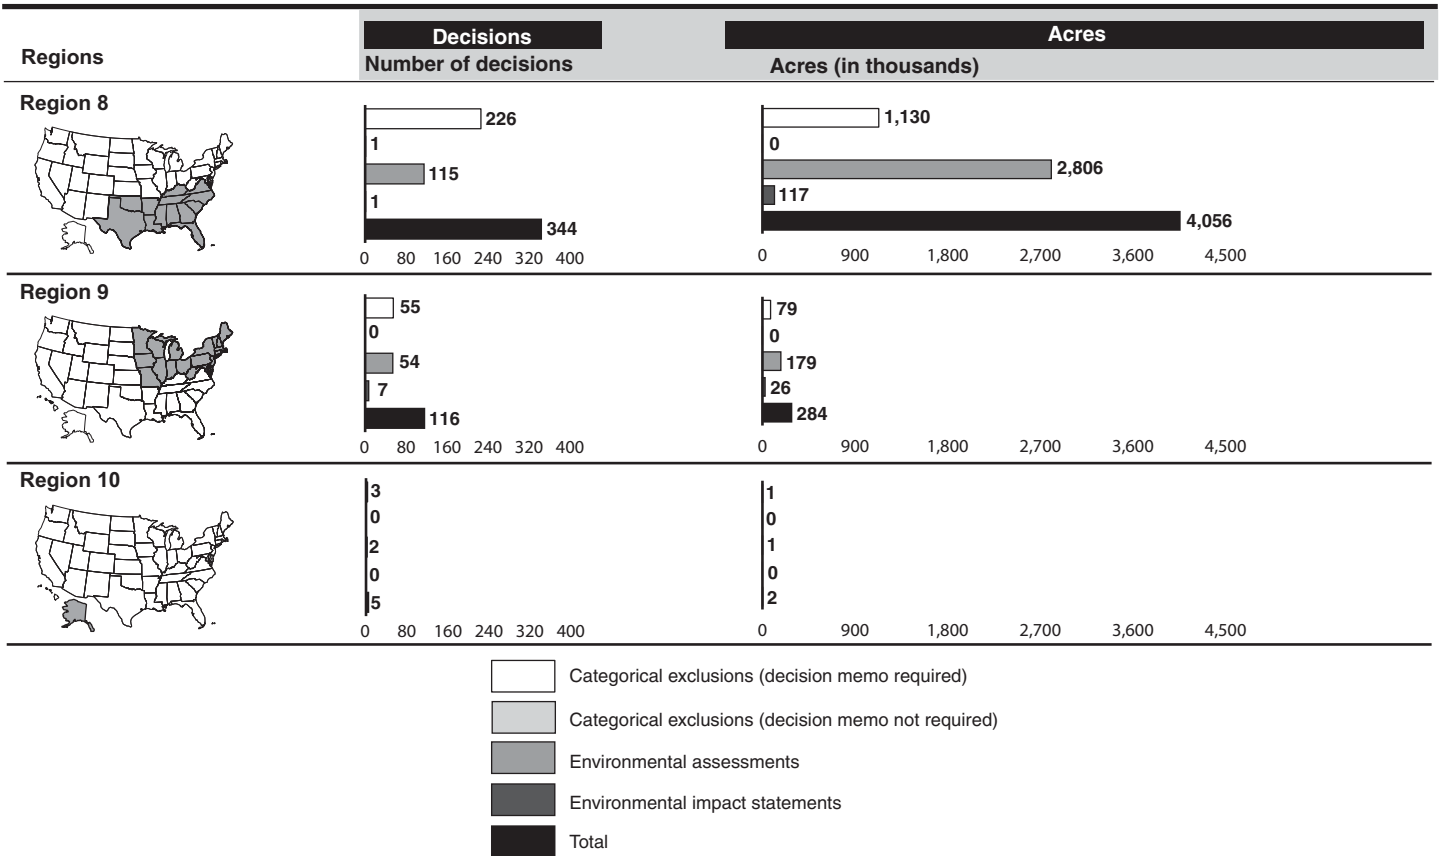 Decisions
Acres
Regions
Number of decisions
Acres (in thousands)
Region 8
226
1
115
1
344
0 80 160 240 320 400
1,130
0
2,806
117
4,056
0 900 1,800 2,700 3,600 4,500
Region 9
55
0
54
7
116
0 80 160 240 320 400
79
0
179
26
284
0 900 1,800 2,700 3,600 4,500
Region 10
3
0
2
0
5
0 80 160 240 320 400
1
0
1
0
2
0 900 1,800 2,700 3,600 4,500
Categorical exclusions (decision memo required)
Categorical exclusions (decision memo not required)
Environmental assessments
Environmental impact statements
Total